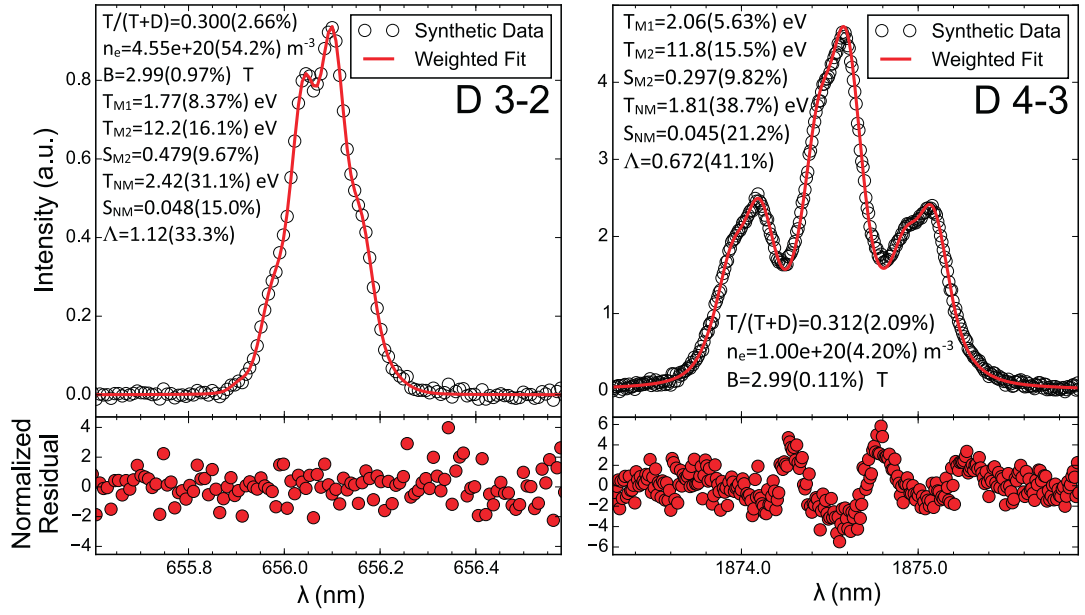 T/(T+D)=0.300(2.66%)
nₑ=4.55e+20(54.2%) m⁻³
B=2.99(0.97%) T
T_M1=1.77(8.37%) eV
T_M2=12.2(16.1%) eV
S_M2=0.479(9.67%)
T_NM=2.42(31.1%) eV
S_NM=0.048(15.0%)
Λ=1.12(33.3%)
Synthetic Data
Weighted Fit
D 3-2
Intensity (a.u.)
0.8
0.6
0.4
0.2
0.0
Normalized
Residual
4
2
0
−2
−4
655.8
656.0
656.2
656.4
λ (nm)
T_M1=2.06(5.63%) eV
T_M2=11.8(15.5%) eV
S_M2=0.297(9.82%)
T_NM=1.81(38.7%) eV
S_NM=0.045(21.2%)
Λ=0.672(41.1%)
Synthetic Data
Weighted Fit
D 4-3
T/(T+D)=0.312(2.09%)
nₑ=1.00e+20(4.20%) m⁻³
B=2.99(0.11%) T
4
3
2
1
0
6
4
2
0
−2
−4
−6
1874.0
1875.0
λ (nm)